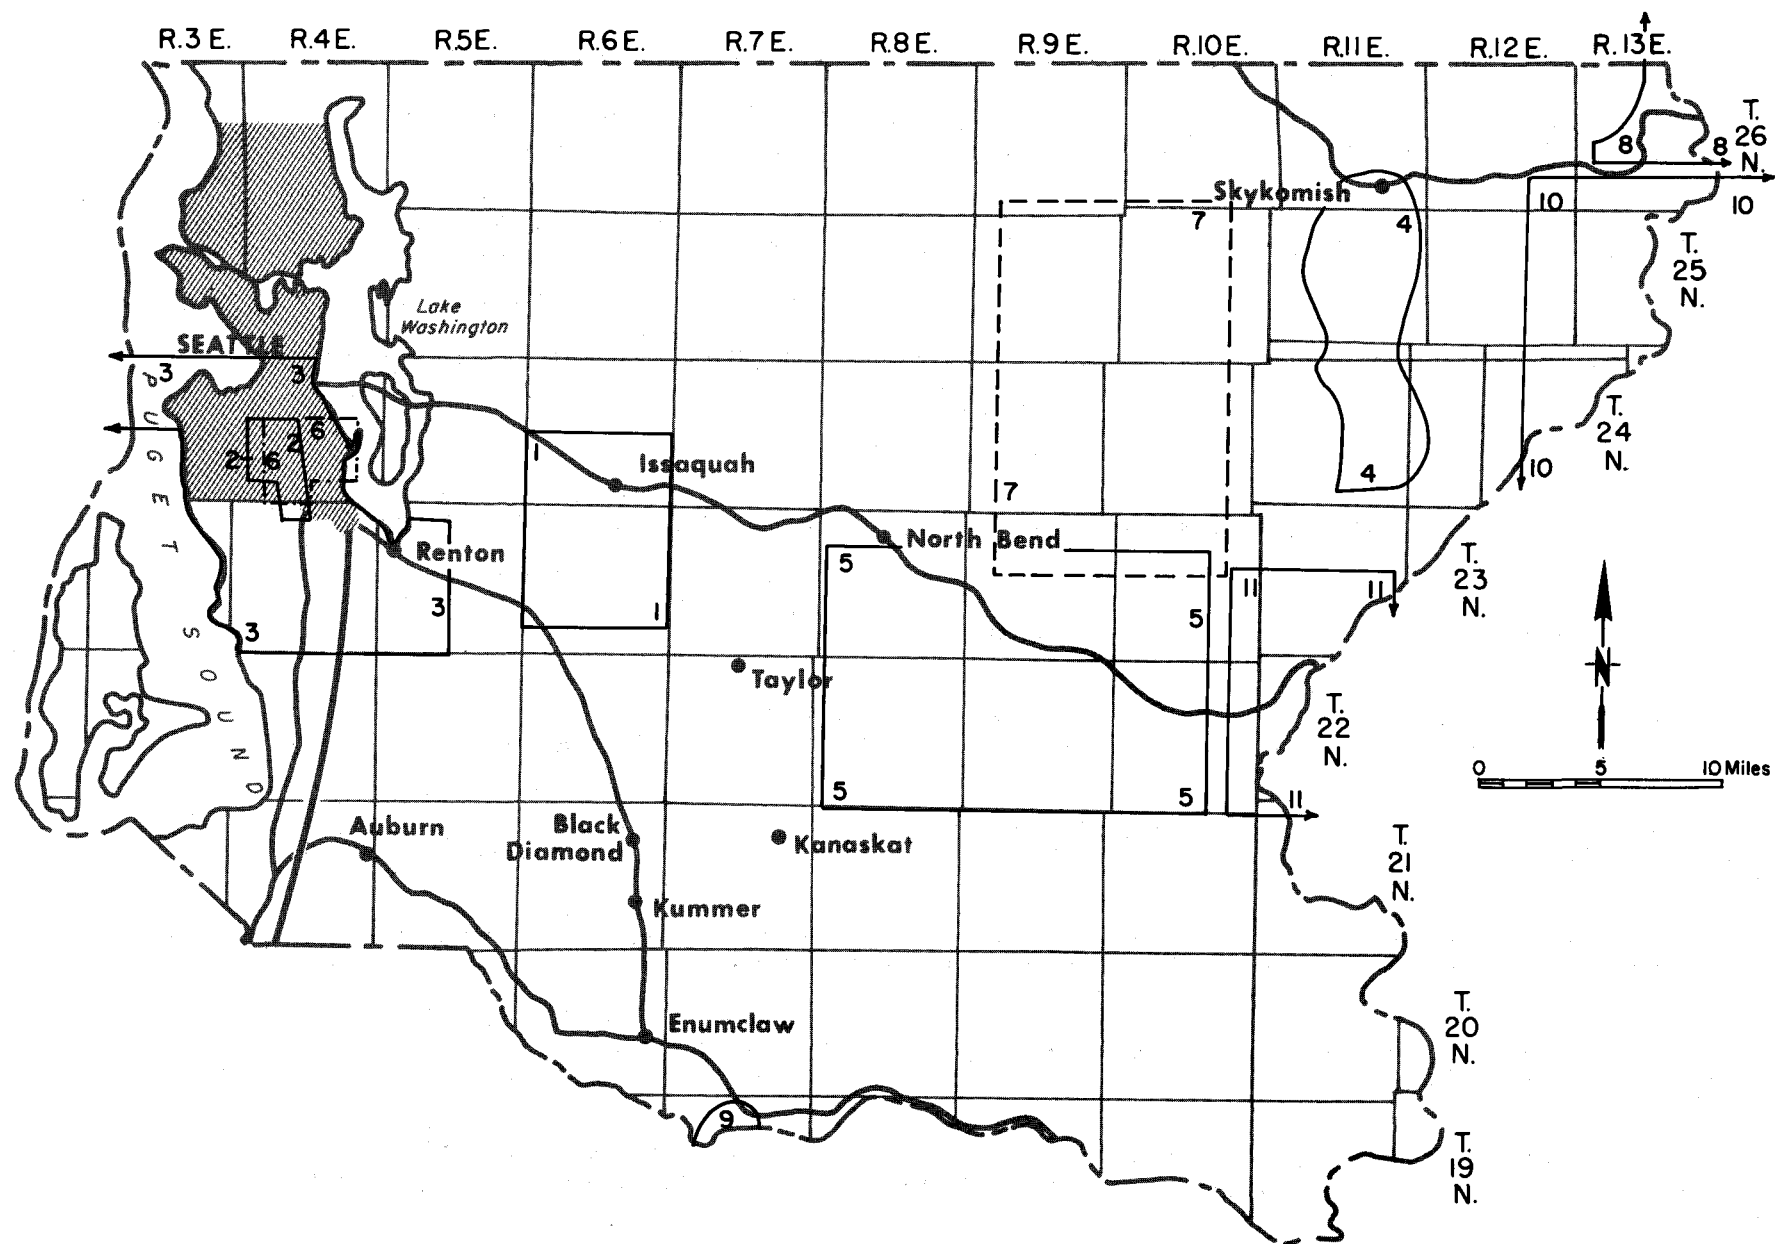 R.3 E. R.4 E. R.5E. R.6 E. R.7 E. R.8 E. R.9 E. R.10E. R.11 E. R.12 E. R.13 E.
T.
26
N.
8 8
Skykomish
10 10
7 4
T.
25
N.
Lake
Washington
SEATTLE
3 3
PUGET SOUND
T.
24
N.
6
2
2 6
1
Issaquah
4
10
7
North Bend
Renton
5
T.
23
N.
11 11
3
1
5
3
Taylor
T.
22
N.
N
0 5 10 Miles
5 5
11
Auburn
Black
Diamond
Kanaskat
T.
21
N.
Kummer
Enumclaw
T.
20
N.
9
T.
19
N.